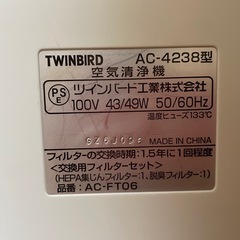 TWINBIRD AC-4238型
空気清浄機
PSE ツインバード工業株式会社
100V 43/49W 50/60Hz
温度ヒューズ133℃
MADE IN CHINA
フィルターの交換時期：1.5年に1回程度
<交換用フィルターセット>
(HEPA集じんフィルター1、脱臭フィルター1)
品番：AC-FT06